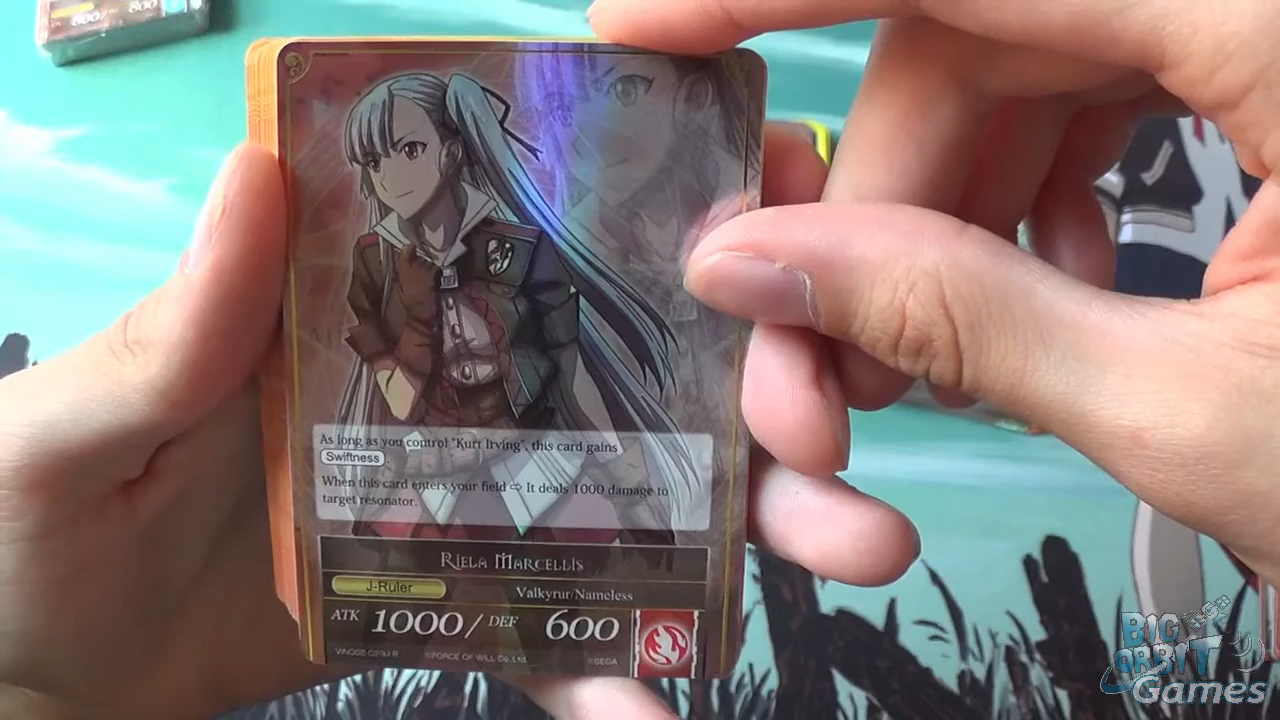 800/ 800
As long as you control "Kurt Irving", this card gains
Swiftness
When this card enters your field ⇨ It deals 1000 damage to
target resonator.
Riela Marcellis
J-Ruler
Valkyrur/Nameless
ATK 1000/ DEF 600
©FORCE OF WILL Co.,Ltd. ©SEGA
BIG ORBIT Games